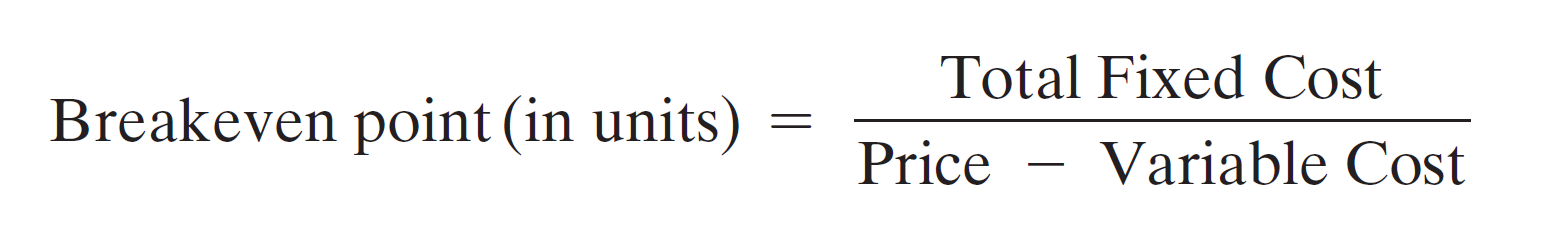 Breakeven point (in units) = Total Fixed Cost
Price − Variable Cost